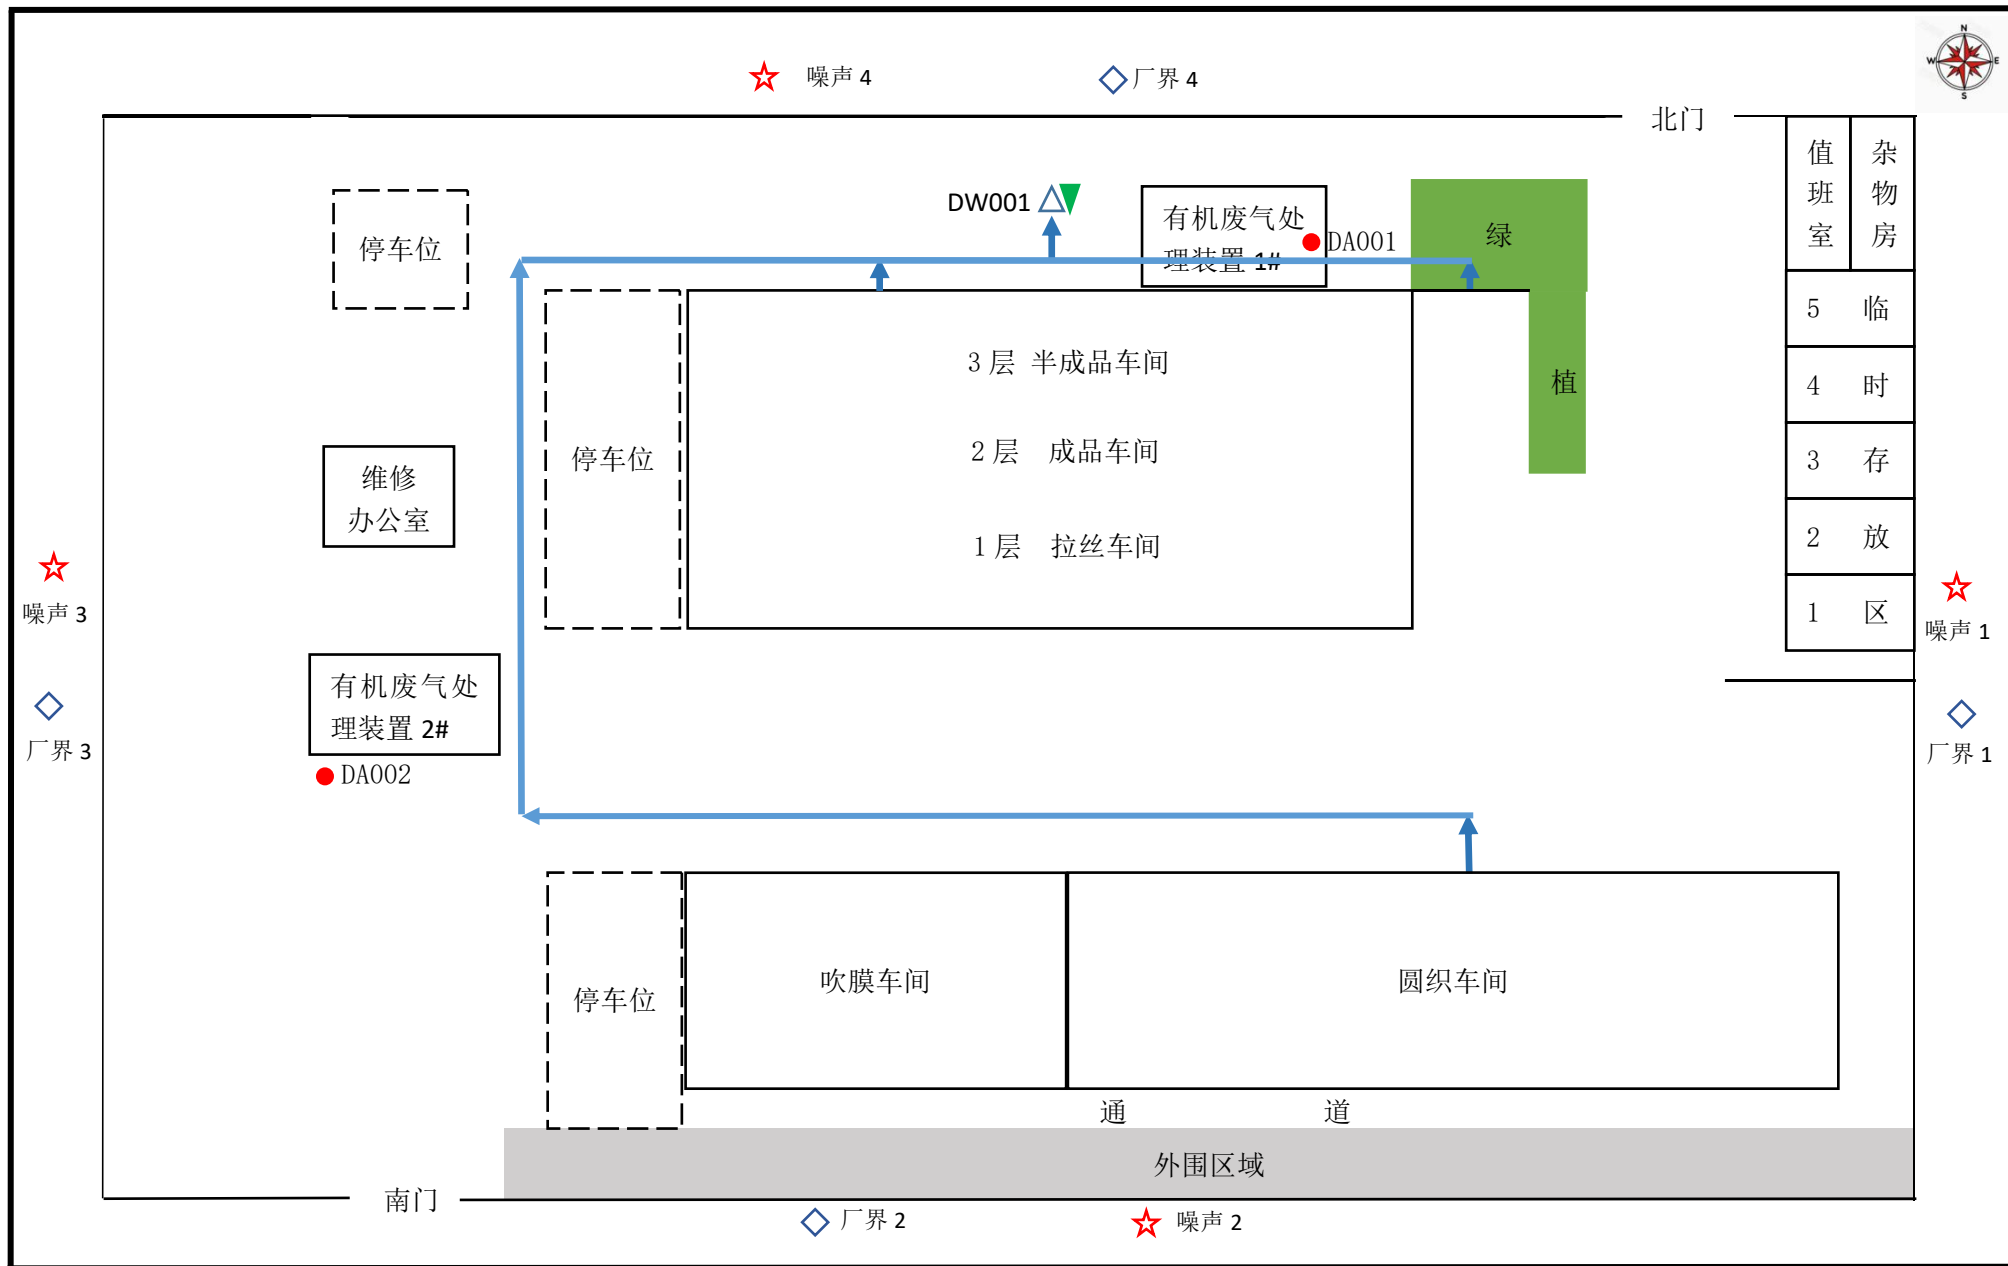 N
W
E
S
噪声 4
厂界 4
北门
值班室
杂物房
停车位
DW001
有机废气处
理装置 1#
DA001
绿
植
5 临
4 时
3 存
2 放
1 区
3 层 半成品车间
2 层 成品车间
1 层 拉丝车间
停车位
维修
办公室
噪声 3
厂界 3
噪声 1
厂界 1
有机废气处
理装置 2#
DA002
停车位
吹膜车间
圆织车间
通 道
外围区域
南门
厂界 2
噪声 2